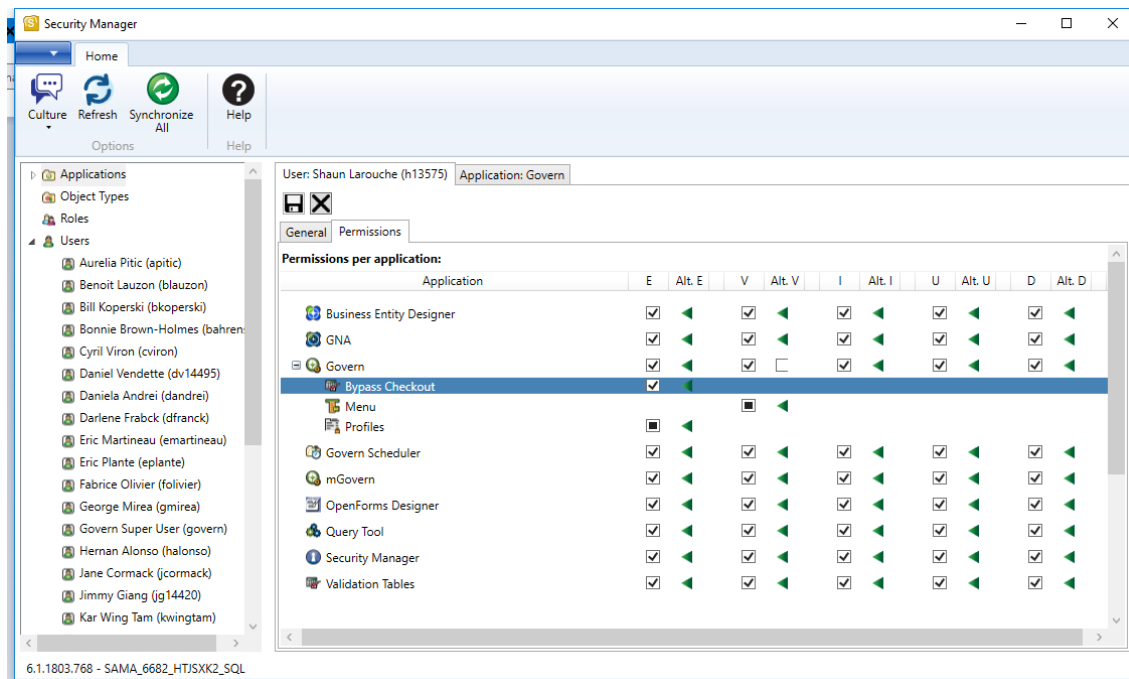 Security Manager
Home
Culture Refresh Synchronize All Help
Options Help
Applications
Object Types
Roles
Users
Aurelia Pitic (apitic)
Benoit Lauzon (blauzon)
Bill Koperski (bkoperski)
Bonnie Brown-Holmes (bahren
Cyril Viron (cviron)
Daniel Vendette (dv14495)
Daniela Andrei (dandrei)
Darlene Frabck (dfranck)
Eric Martineau (emartineau)
Eric Plante (eplante)
Fabrice Olivier (folivier)
George Mirea (gmirea)
Govern Super User (govern)
Hernan Alonso (halonso)
Jane Cormack (jcormack)
Jimmy Giang (jg14420)
Kar Wing Tam (kwingtam)
User: Shaun Larouche (h13575) Application: Govern
General Permissions
Permissions per application:
Application E Alt. E V Alt. V I Alt. I U Alt. U D Alt. D
Business Entity Designer
GNA
Govern
Bypass Checkout
Menu
Profiles
Govern Scheduler
mGovern
OpenForms Designer
Query Tool
Security Manager
Validation Tables
6.1.1803.768 - SAMA_6682_HTJSXK2_SQL